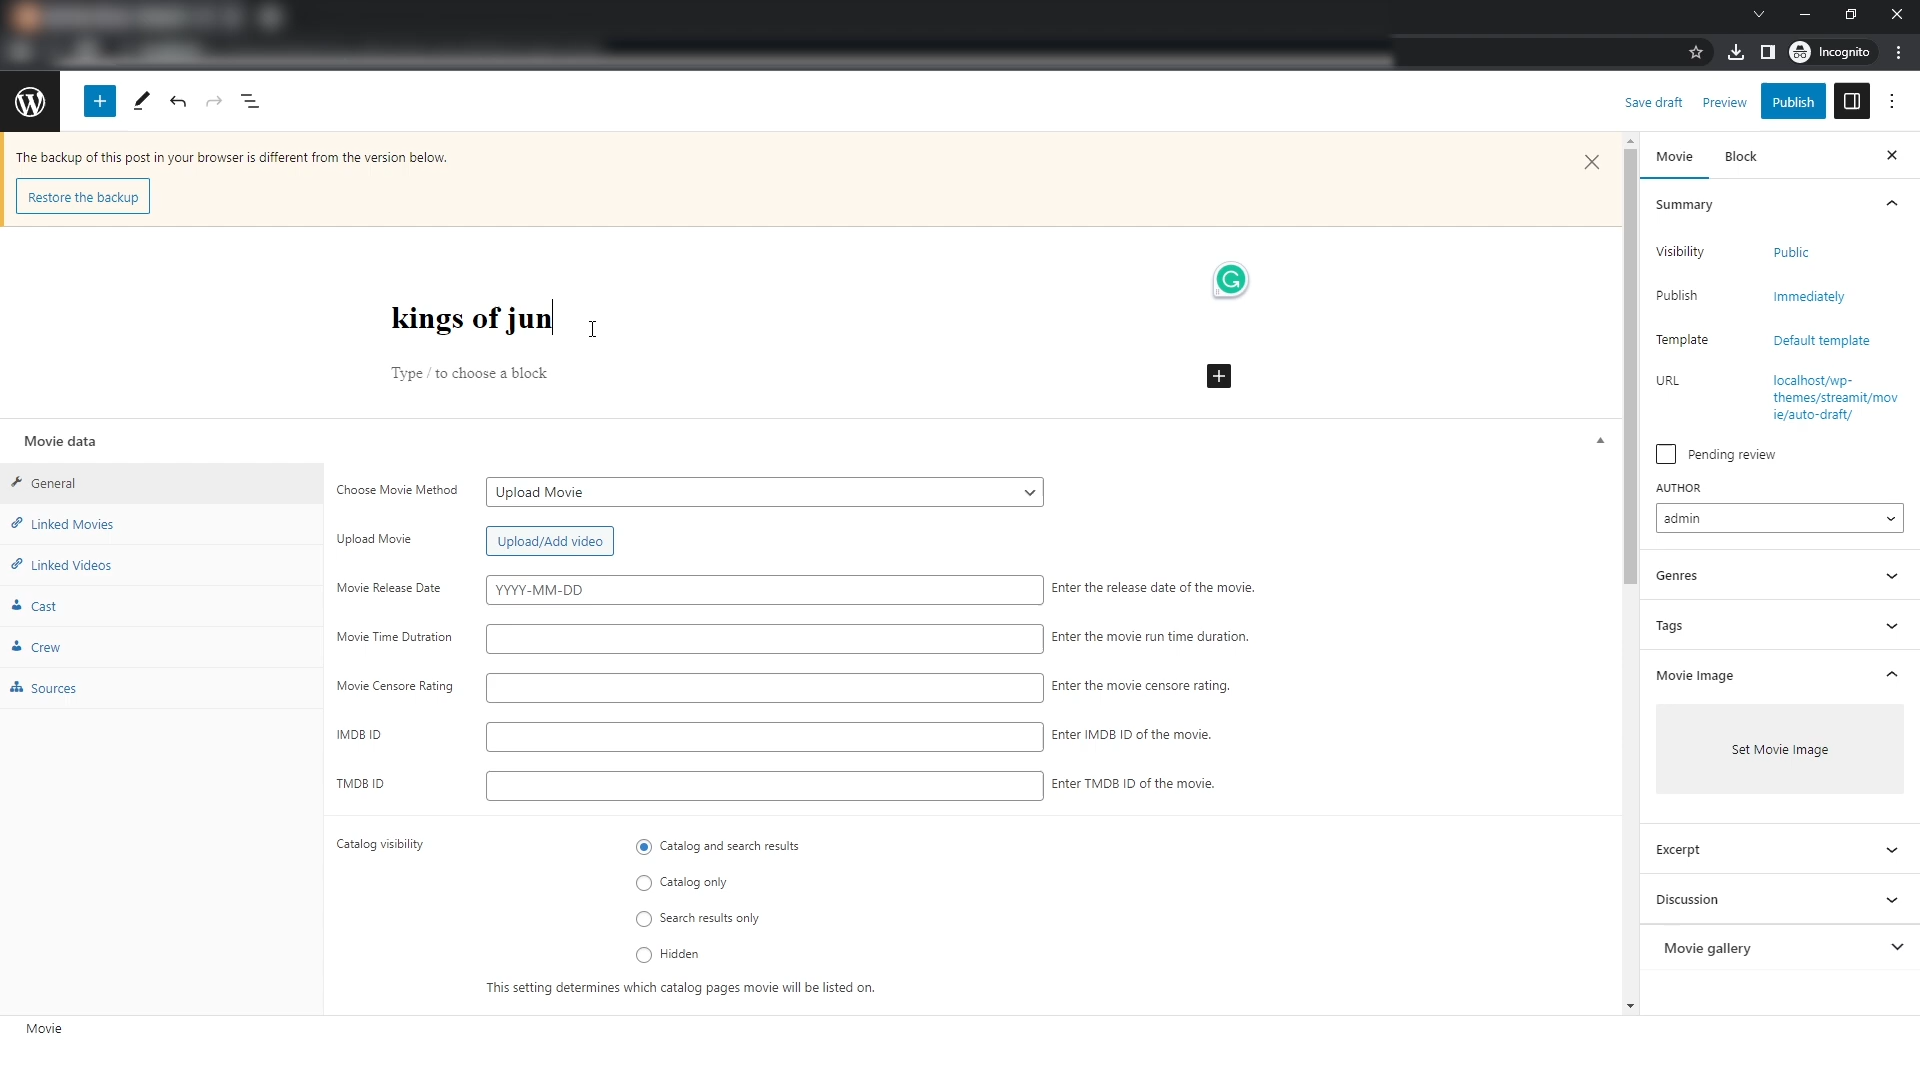 Incognito
Save draft
Preview
Publish
The backup of this post in your browser is different from the version below.
Restore the backup
kings of jun
Type / to choose a block
Movie data
General
Linked Movies
Linked Videos
Cast
Crew
Sources
Choose Movie Method
Upload Movie
Upload Movie
Upload/Add video
Movie Release Date
YYYY-MM-DD
Enter the release date of the movie.
Movie Time Dutration
Enter the movie run time duration.
Movie Censore Rating
Enter the movie censore rating.
IMDB ID
Enter IMDB ID of the movie.
TMDB ID
Enter TMDB ID of the movie.
Catalog visibility
Catalog and search results
Catalog only
Search results only
Hidden
This setting determines which catalog pages movie will be listed on.
Movie
Block
Summary
Visibility
Public
Publish
Immediately
Template
Default template
URL
localhost/wp-
themes/streamit/mov
ie/auto-draft/
Pending review
AUTHOR
admin
Genres
Tags
Movie Image
Set Movie Image
Excerpt
Discussion
Movie gallery
Movie